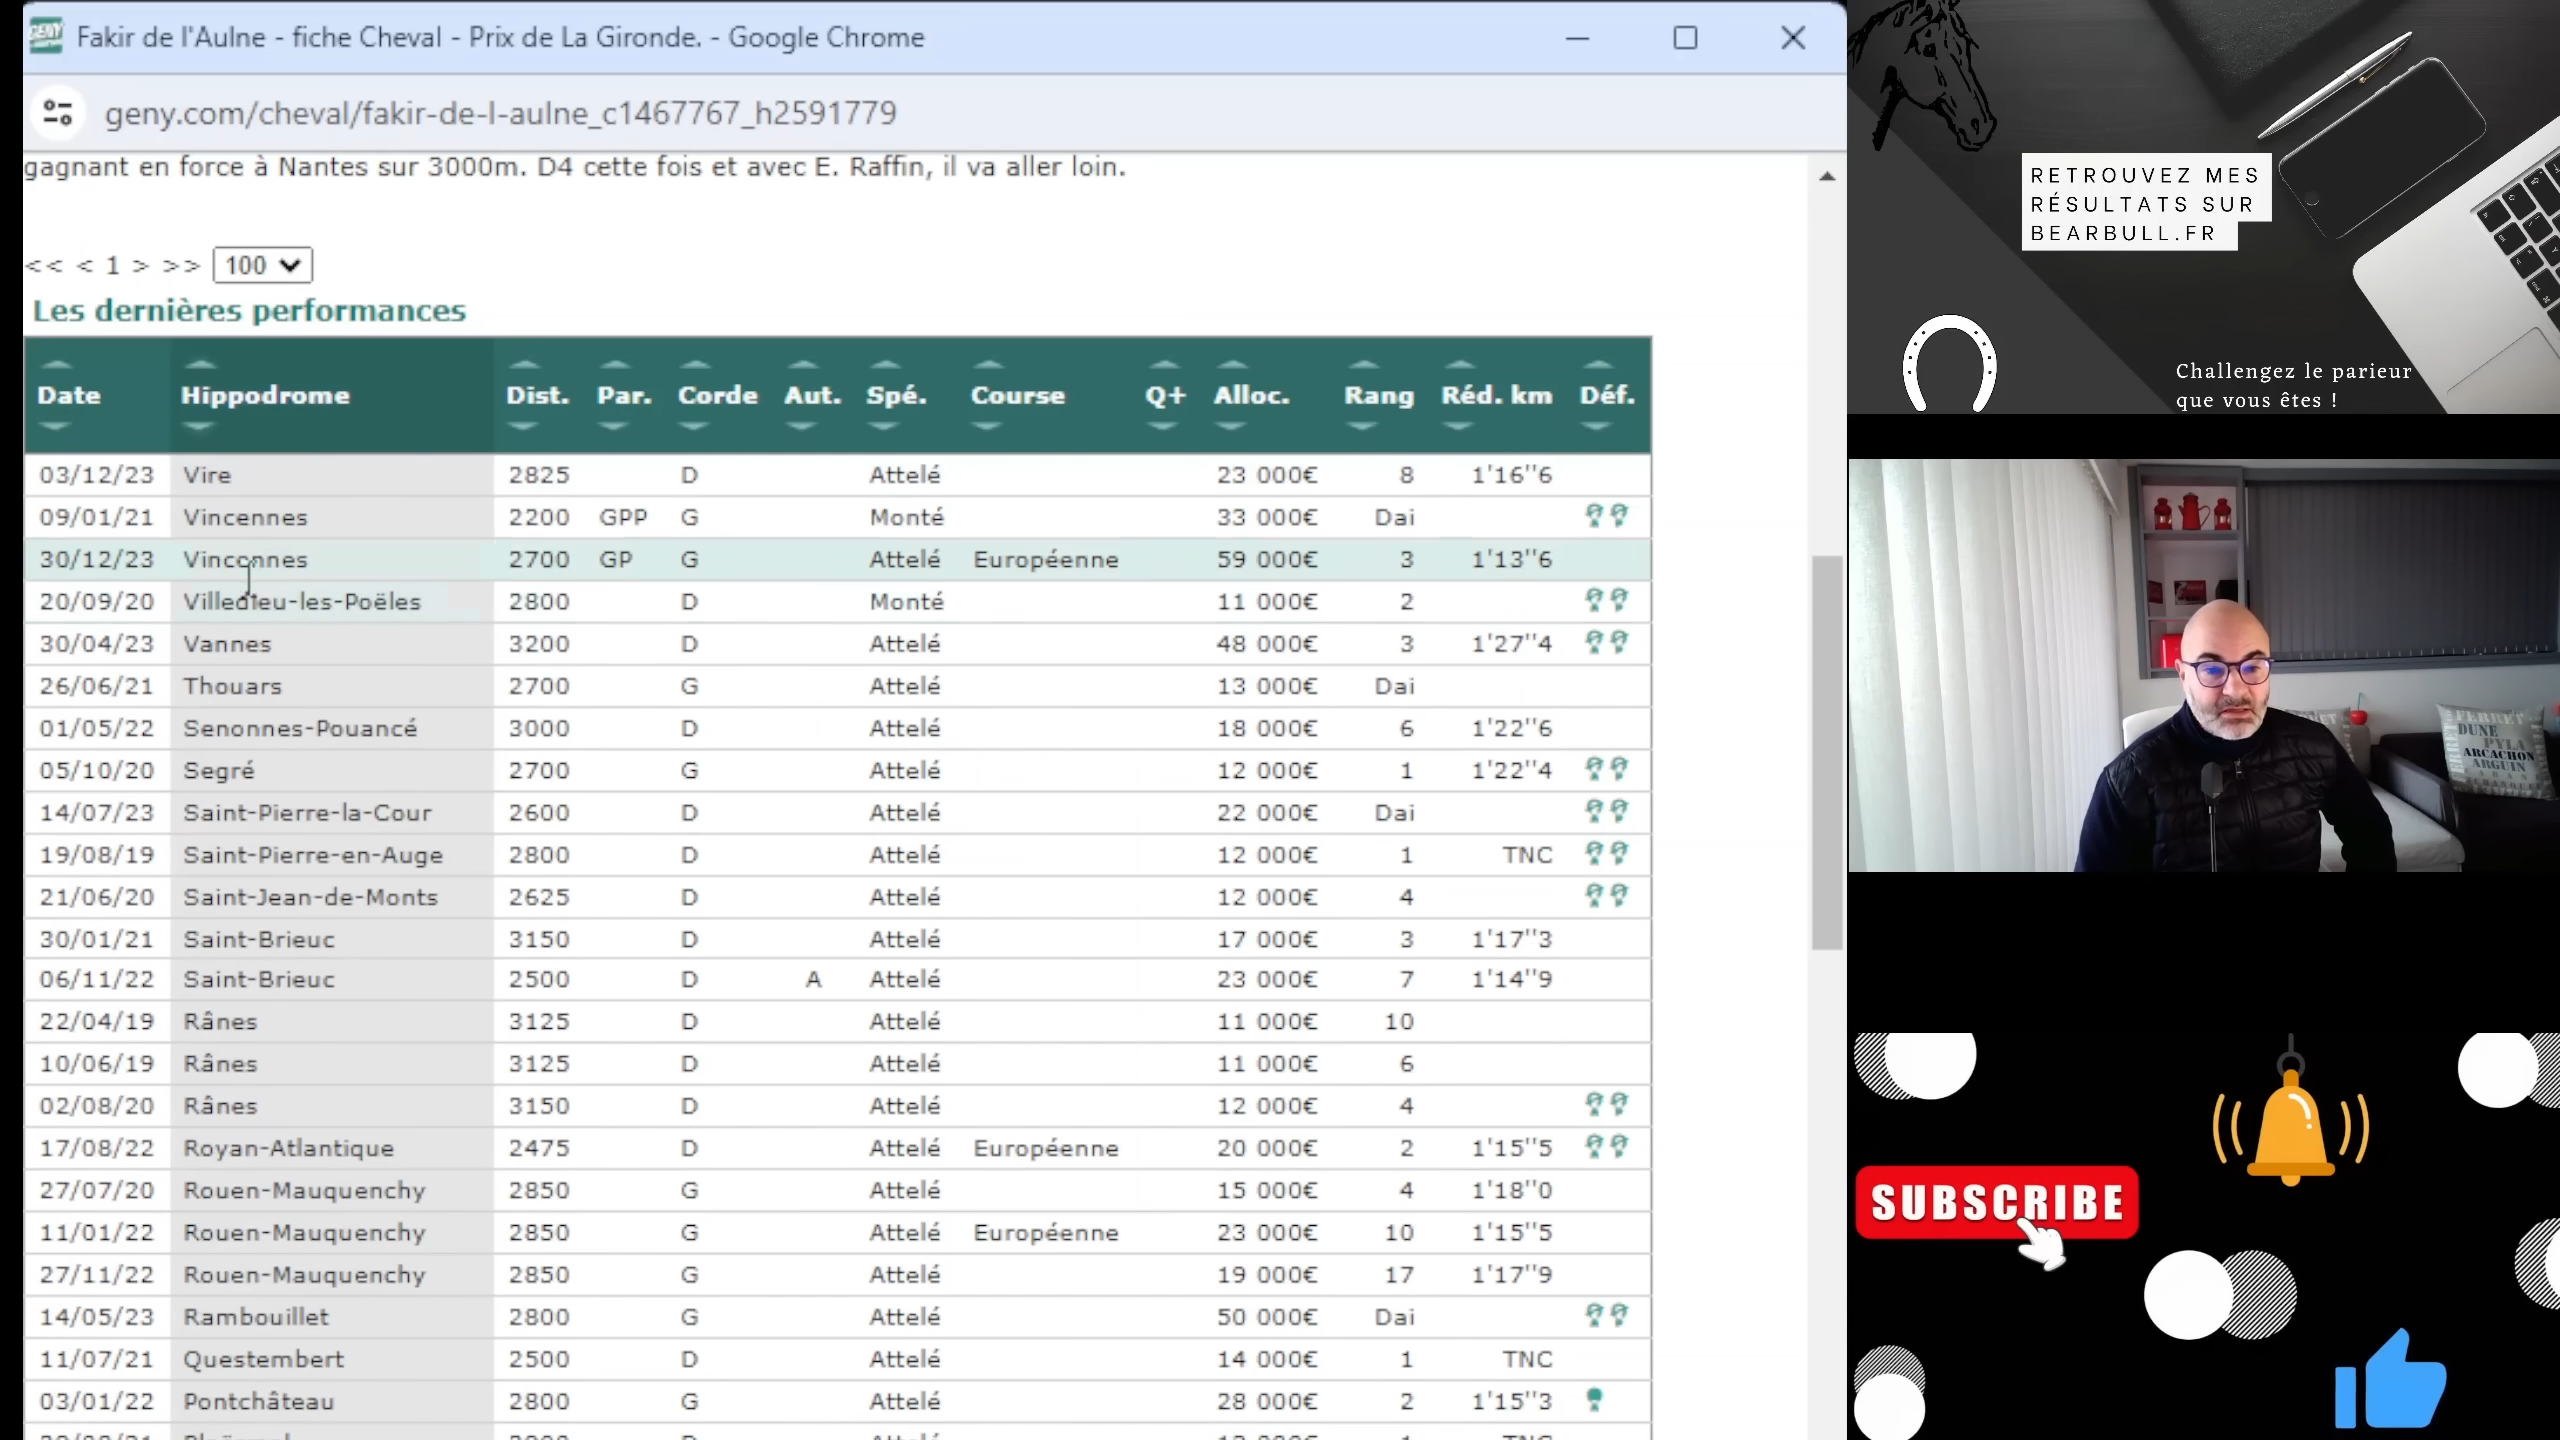 Fakir de l'Aulne - fiche Cheval - Prix de La Gironde. - Google Chrome
geny.com/cheval/fakir-de-l-aulne_c1467767_h2591779
gagnant en force à Nantes sur 3000m. D4 cette fois et avec E. Raffin, il va aller loin.
<< < 1 > >> 100
Les dernières performances
Date Hippodrome Dist. Par. Corde Aut. Spé. Course Q+ Alloc. Rang Réd. km Déf.
03/12/23 Vire 2825 D Attelé 23 000€ 8 1'16"6
09/01/21 Vincennes 2200 GPP G Monté 33 000€ Dai
30/12/23 Vincennes 2700 GP G Attelé Européenne 59 000€ 3 1'13"6
20/09/20 Villedieu-les-Poëles 2800 D Monté 11 000€ 2
30/04/23 Vannes 3200 D Attelé 48 000€ 3 1'27"4
26/06/21 Thouars 2700 G Attelé 13 000€ Dai
01/05/22 Senonnes-Pouancé 3000 D Attelé 18 000€ 6 1'22"6
05/10/20 Segré 2700 G Attelé 12 000€ 1 1'22"4
14/07/23 Saint-Pierre-la-Cour 2600 D Attelé 22 000€ Dai
19/08/19 Saint-Pierre-en-Auge 2800 D Attelé 12 000€ 1 TNC
21/06/20 Saint-Jean-de-Monts 2625 D Attelé 12 000€ 4
30/01/21 Saint-Brieuc 3150 D Attelé 17 000€ 3 1'17"3
06/11/22 Saint-Brieuc 2500 D A Attelé 23 000€ 7 1'14"9
22/04/19 Rânes 3125 D Attelé 11 000€ 10
10/06/19 Rânes 3125 D Attelé 11 000€ 6
02/08/20 Rânes 3150 D Attelé 12 000€ 4
17/08/22 Royan-Atlantique 2475 D Attelé Européenne 20 000€ 2 1'15"5
27/07/20 Rouen-Mauquenchy 2850 G Attelé 15 000€ 4 1'18"0
11/01/22 Rouen-Mauquenchy 2850 G Attelé Européenne 23 000€ 10 1'15"5
27/11/22 Rouen-Mauquenchy 2850 G Attelé 19 000€ 17 1'17"9
14/05/23 Rambouillet 2800 G Attelé 50 000€ Dai
11/07/21 Questembert 2500 D Attelé 14 000€ 1 TNC
03/01/22 Pontchâteau 2800 G Attelé 28 000€ 2 1'15"3
RETROUVEZ MES
RÉSULTATS SUR
BEARBULL.FR
Challengez le parieur
que vous êtes !
FERRET
DUNE
PYLA
ARCACHON
ARGUIN
SUBSCRIBE